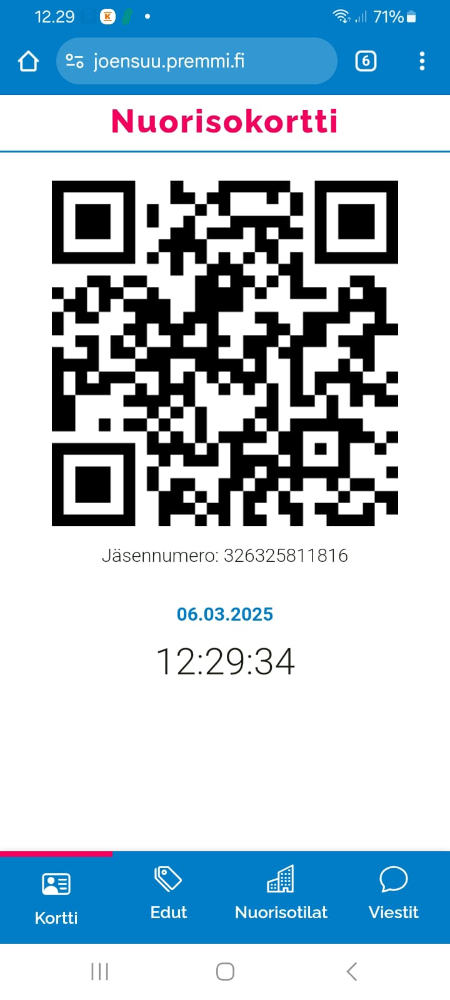 12.29
K
71%
joensuu.premmi.fi
6
Nuorisokortti
Jäsennumero: 326325811816
06.03.2025
12:29:34
Kortti
Edut
Nuorisotilat
Viestit